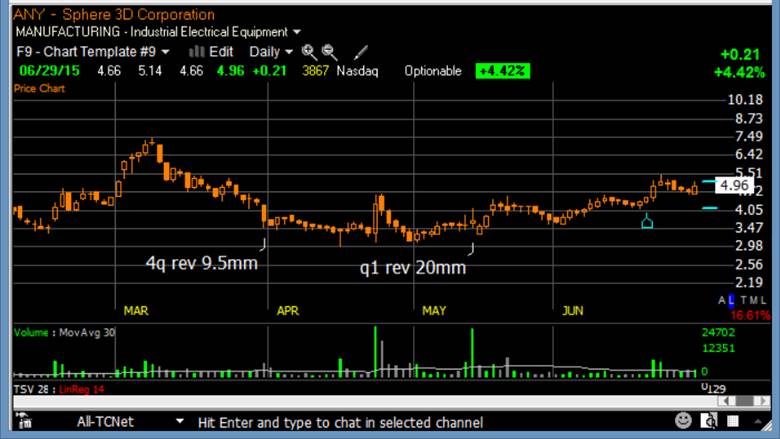 ANY - Sphere 3D Corporation
MANUFACTURING - Industrial Electrical Equipment
F9 - Chart Template #9 Edit Daily
+0.21
06/29/15 4.66 5.14 4.66 4.96 +0.21 3867 Nasdaq Optionable +4.42% +4.42%
Price Chart
10.18
8.73
7.49
6.42
5.51
4.96
4.05
3.47
2.98
2.56
2.19
4q rev 9.5mm
q1 rev 20mm
A L T M L
MAR APR MAY JUN
16.61%
Volume : MovAvg 30
24702
12351
0
TSV 28 : LinReg 14
129
All-TCNet Hit Enter and type to chat in selected channel